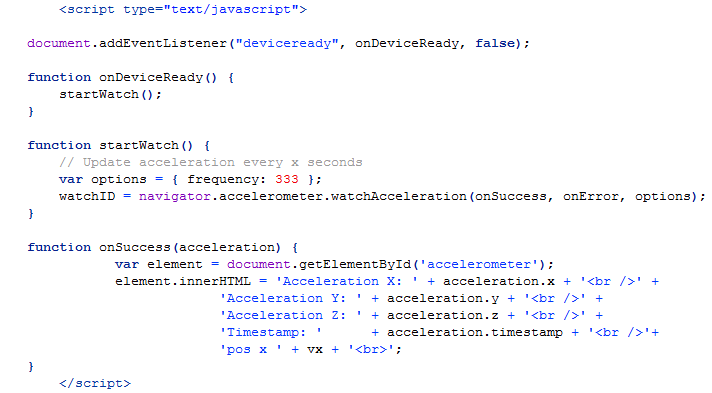 <script type="text/javascript">
document.addEventListener("deviceready", onDeviceReady, false);
function onDeviceReady() {
startWatch();
}
function startWatch() {
// Update acceleration every x seconds
var options = { frequency: 333 };
watchID = navigator.accelerometer.watchAcceleration(onSuccess, onError, options);
}
function onSuccess(acceleration) {
var element = document.getElementById('accelerometer');
element.innerHTML = 'Acceleration X: ' + acceleration.x + '<br />' +
'Acceleration Y: ' + acceleration.y + '<br />' +
'Acceleration Z: ' + acceleration.z + '<br />' +
'Timestamp: '      + acceleration.timestamp + '<br />'+
'pos x ' + vx + '<br>';
}
</script>